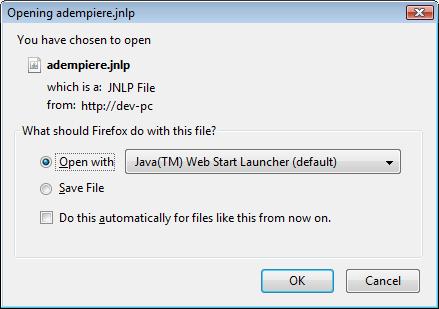 Opening adempiere.jnlp
You have chosen to open
adempiere.jnlp
which is a: JNLP File
from: http://dev-pc
What should Firefox do with this file?
Open with Java(TM) Web Start Launcher (default)
Save File
Do this automatically for files like this from now on.
OK Cancel